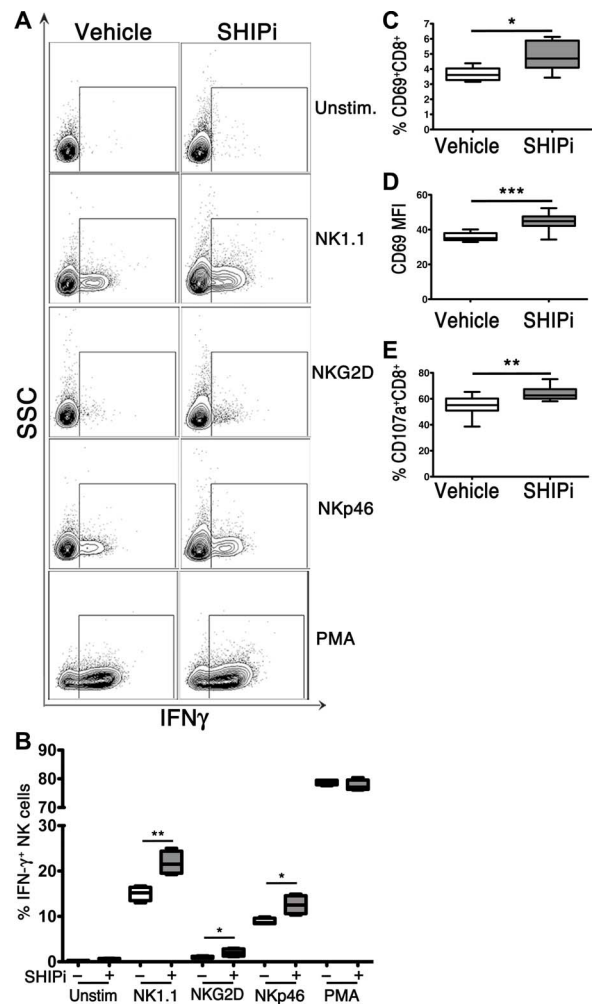 A
Vehicle SHIPi
Unstim.
NK1.1
NKG2D
NKp46
PMA
SSC
IFNγ
B
% IFN-γ+ NK cells
90
80
70
30
20
10
0
** * *
SHIPi − + − + − + − + − +
Unstim NK1.1 NKG2D NKp46 PMA
C
% CD69+CD8+
7
6
5
4
3
2
1
0
*
Vehicle SHIPi
D
CD69 MFI
60
40
20
0
***
Vehicle SHIPi
E
% CD107a+CD8+
80
60
40
20
0
**
Vehicle SHIPi